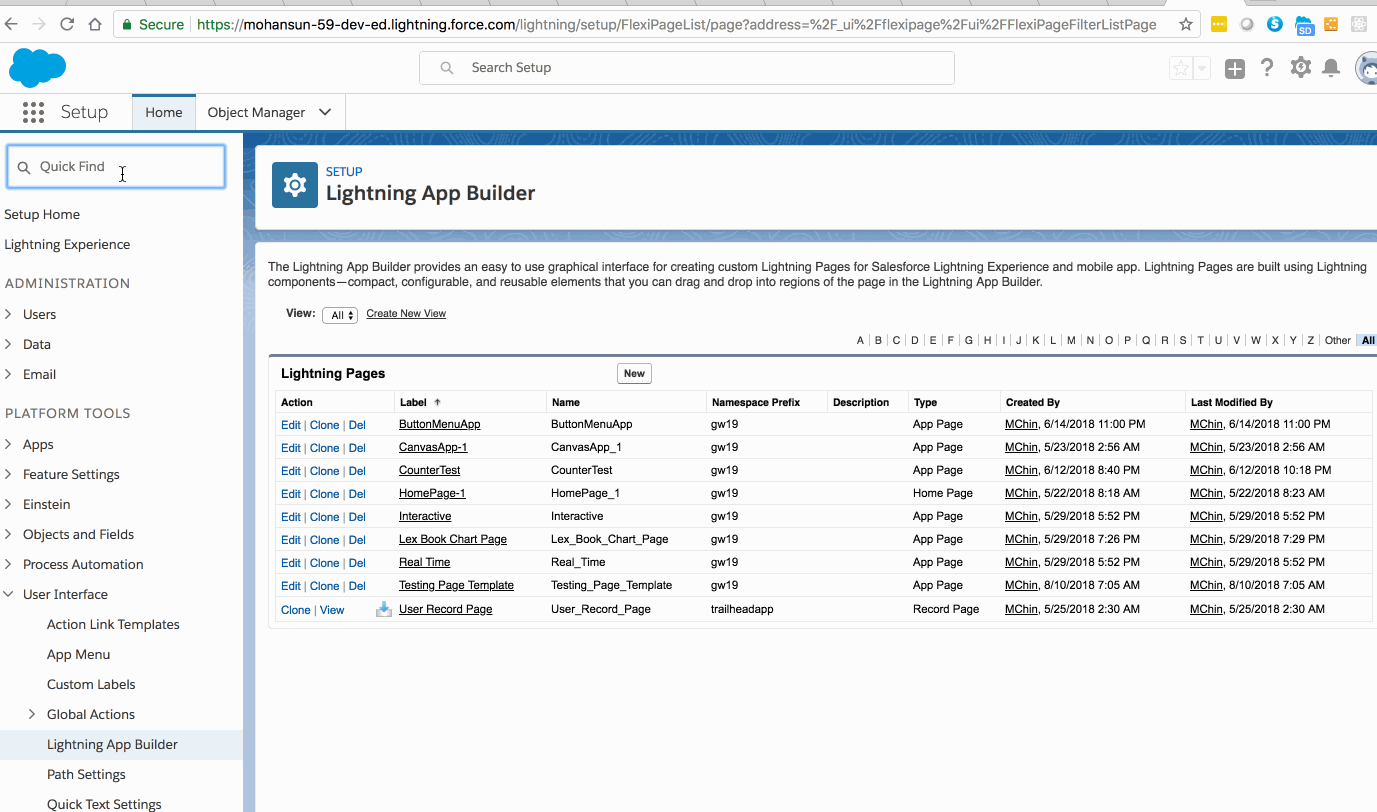 Secure https://mohansun-59-dev-ed.lightning.force.com/lightning/setup/FlexiPageList/page?address=%2F_ui%2Fflexipage%2Fui%2FFlexiPageFilterListPage
SD
Search Setup
Setup Home Object Manager
Quick Find
Setup Home
Lightning Experience
ADMINISTRATION
Users
Data
Email
PLATFORM TOOLS
Apps
Feature Settings
Einstein
Objects and Fields
Process Automation
User Interface
Action Link Templates
App Menu
Custom Labels
Global Actions
Lightning App Builder
Path Settings
Quick Text Settings
SETUP
Lightning App Builder
The Lightning App Builder provides an easy to use graphical interface for creating custom Lightning Pages for Salesforce Lightning Experience and mobile app. Lightning Pages are built using Lightning
components—compact, configurable, and reusable elements that you can drag and drop into regions of the page in the Lightning App Builder.
View: All Create New View
A | B | C | D | E | F | G | H | I | J | K | L | M | N | O | P | Q | R | S | T | U | V | W | X | Y | Z | Other | All
Lightning Pages New
Action Label Name Namespace Prefix Description Type Created By Last Modified By
Edit | Clone | Del ButtonMenuApp ButtonMenuApp gw19 App Page MChin, 6/14/2018 11:00 PM MChin, 6/14/2018 11:00 PM
Edit | Clone | Del CanvasApp-1 CanvasApp_1 gw19 App Page MChin, 5/23/2018 2:56 AM MChin, 5/23/2018 2:56 AM
Edit | Clone | Del CounterTest CounterTest gw19 App Page MChin, 6/12/2018 8:40 PM MChin, 6/12/2018 10:18 PM
Edit | Clone | Del HomePage-1 HomePage_1 gw19 Home Page MChin, 5/22/2018 8:18 AM MChin, 5/22/2018 8:23 AM
Edit | Clone | Del Interactive Interactive gw19 App Page MChin, 5/29/2018 5:52 PM MChin, 5/29/2018 5:52 PM
Edit | Clone | Del Lex Book Chart Page Lex_Book_Chart_Page gw19 App Page MChin, 5/29/2018 7:26 PM MChin, 5/29/2018 7:29 PM
Edit | Clone | Del Real Time Real_Time gw19 App Page MChin, 5/29/2018 5:52 PM MChin, 5/29/2018 5:52 PM
Edit | Clone | Del Testing Page Template Testing_Page_Template gw19 App Page MChin, 8/10/2018 7:05 AM MChin, 8/10/2018 7:05 AM
Clone | View User Record Page User_Record_Page trailheadapp Record Page MChin, 5/25/2018 2:30 AM MChin, 5/25/2018 2:30 AM